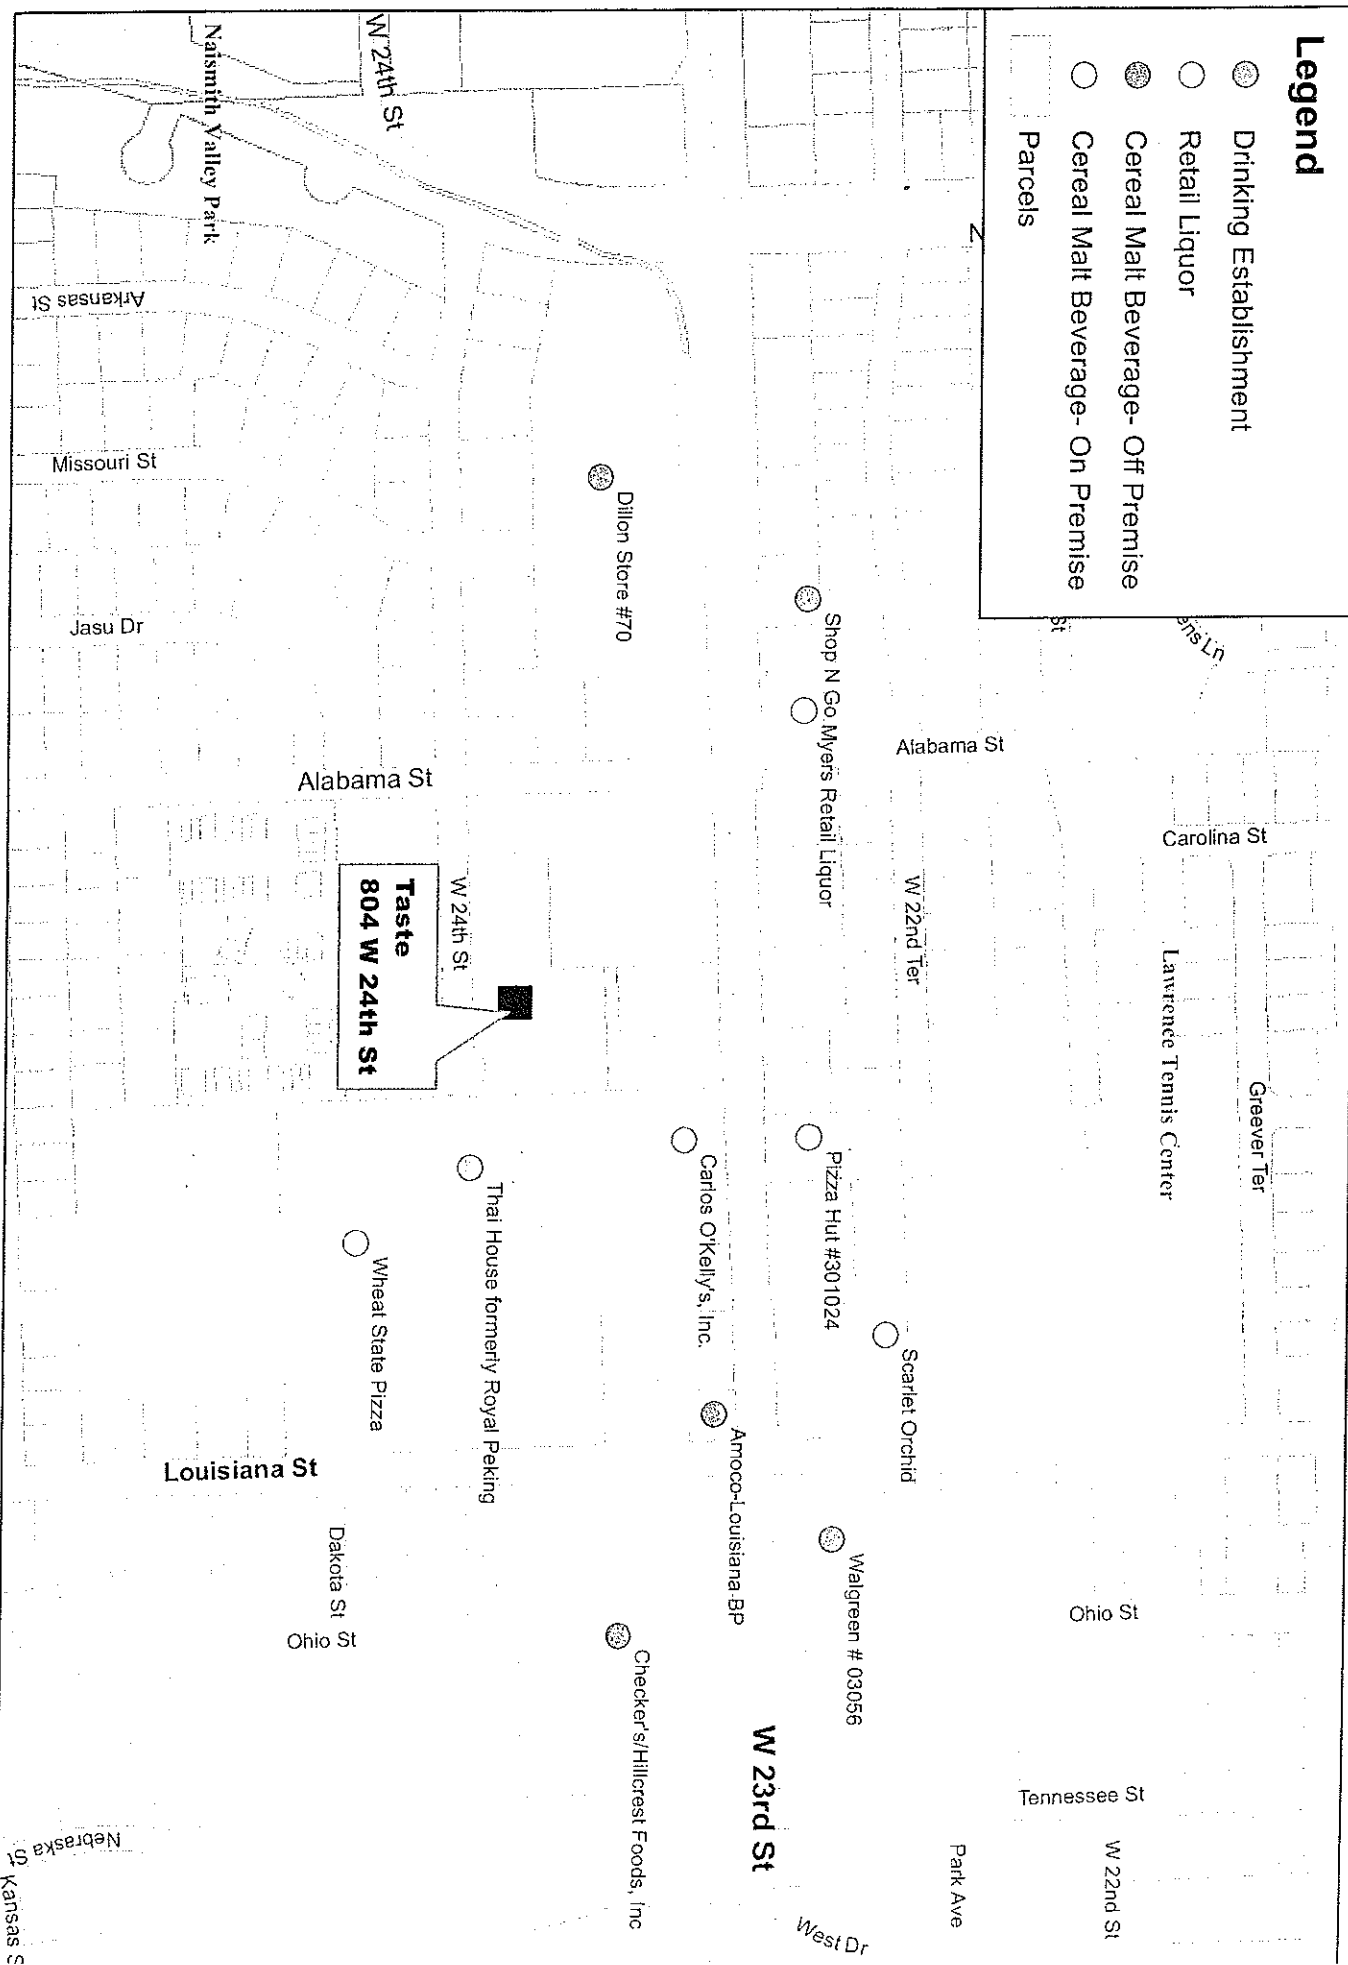 Legend
Drinking Establishment
Retail Liquor
Cereal Malt Beverage- Off Premise
Cereal Malt Beverage- On Premise
Parcels
N
St
ens Ln
Greever Ter
Carolina St
Lawrence Tennis Center
Alabama St
W 22nd Ter
Ohio St
Tennessee St
W 22nd St
Park Ave
West Dr
Shop N Go
Myers Retail Liquor
Pizza Hut #301024
Scarlet Orchid
Walgreen # 03056
W 23rd St
Dillon Store #70
Carlos O'Kelly's, Inc.
Amoco-Louisiana-BP
Checker's/Hillcrest Foods, Inc
W 24th St
Naismith Valley Park
W 24th St
Taste
804 W 24th St
Thai House formerly Royal Peking
Wheat State Pizza
Alabama St
Arkansas St
Missouri St
Jasu Dr
Louisiana St
Dakota St
Ohio St
Nebraska St
Kansas S